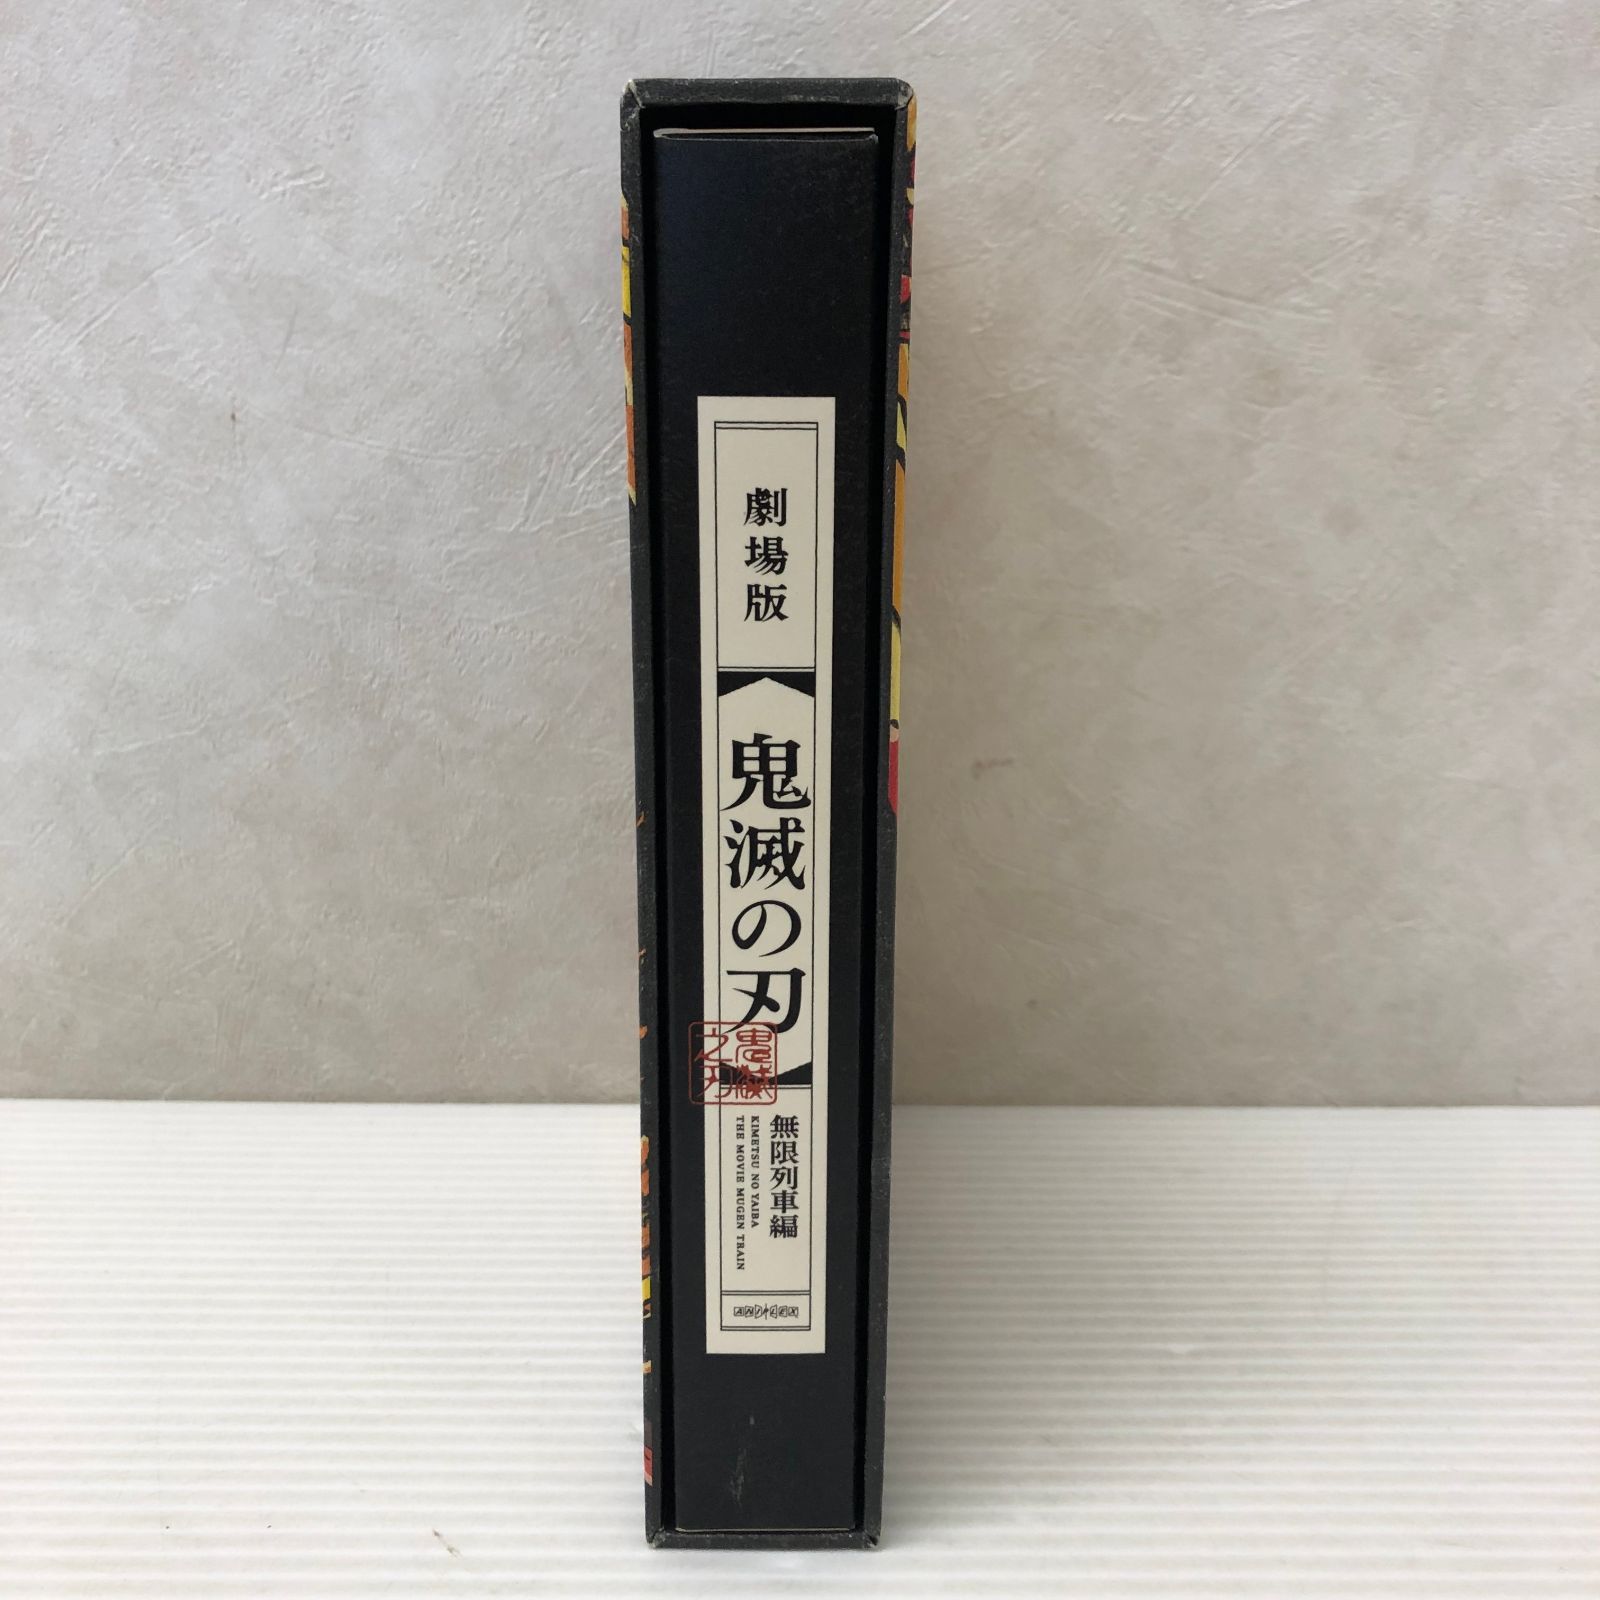 劇場版
鬼滅の刃
鬼滅之刃
無限列車編
KIMETSU NO YAIBA
THE MOVIE MUGEN TRAIN
ANIPLEX